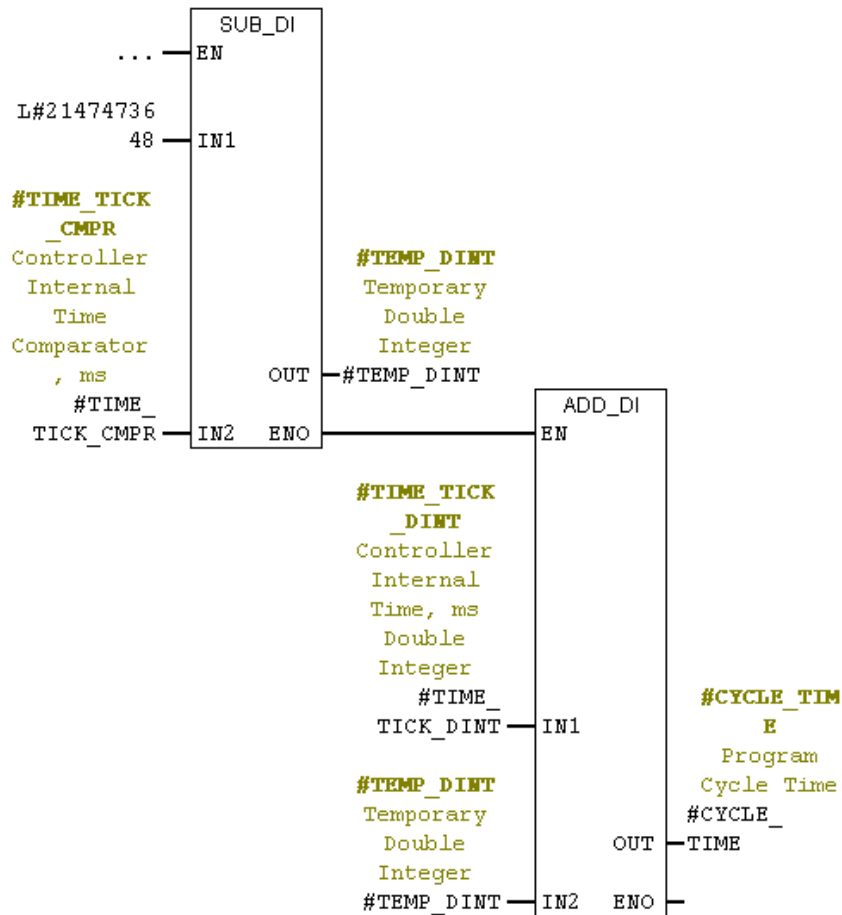 SUB_DI
... EN
L#21474736
48 IN1
#TIME_TICK
_CMPR
Controller
Internal
Time
Comparator
, ms
#TIME_
TICK_CMPR IN2 ENO
#TEMP_DINT
Temporary
Double
Integer
OUT #TEMP_DINT
ADD_DI
EN
#TIME_TICK
_DINT
Controller
Internal
Time, ms
Double
Integer
#TIME_
TICK_DINT IN1
#TEMP_DINT
Temporary
Double
Integer
#TEMP_DINT IN2 ENO
#CYCLE_TIM
E
Program
Cycle Time
#CYCLE_
OUT TIME